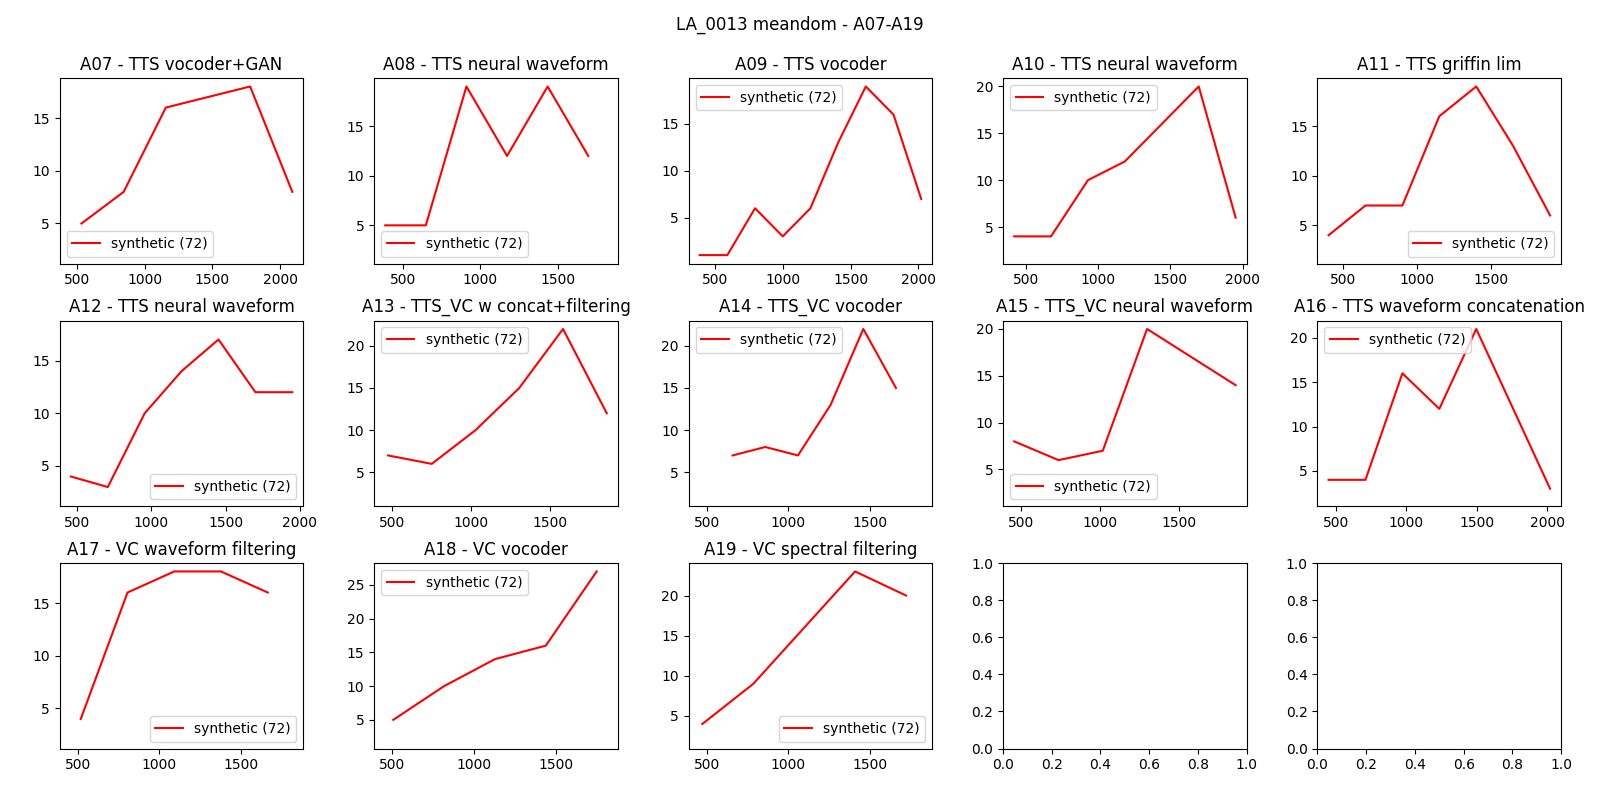 LA_0013 meandom - A07-A19
A07 - TTS vocoder+GAN
A08 - TTS neural waveform
A09 - TTS vocoder
A10 - TTS neural waveform
A11 - TTS griffin lim
15
10
5
synthetic (72)
500 1000 1500 2000
15
10
5
synthetic (72)
500 1000 1500
15
10
5
synthetic (72)
500 1000 1500 2000
20
15
10
5
synthetic (72)
500 1000 1500 2000
15
10
5
synthetic (72)
500 1000 1500
A12 - TTS neural waveform
A13 - TTS_VC w concat+filtering
A14 - TTS_VC vocoder
A15 - TTS_VC neural waveform
A16 - TTS waveform concatenation
15
10
5
synthetic (72)
500 1000 1500 2000
20
15
10
5
synthetic (72)
500 1000 1500
20
15
10
5
synthetic (72)
500 1000 1500
20
15
10
5
synthetic (72)
500 1000 1500
20
15
10
5
synthetic (72)
500 1000 1500 2000
A17 - VC waveform filtering
A18 - VC vocoder
A19 - VC spectral filtering
15
10
5
synthetic (72)
500 1000 1500
25
20
15
10
5
synthetic (72)
500 1000 1500
20
15
10
5
synthetic (72)
500 1000 1500
1.0
0.8
0.6
0.4
0.2
0.0
0.0 0.2 0.4 0.6 0.8 1.0
1.0
0.8
0.6
0.4
0.2
0.0
0.0 0.2 0.4 0.6 0.8 1.0